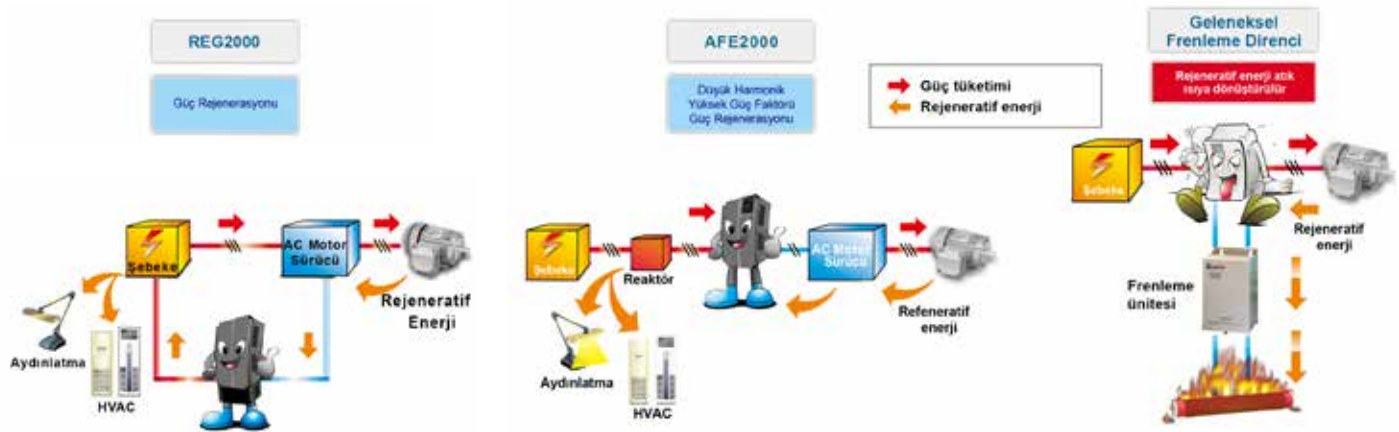 REG2000
Güç Rejenerasyonu
Şebeke
AC Motor
Sürücü
Rejeneratif
Enerji
Aydınlatma
HVAC
AFE2000
Düşük Harmonik
Yüksek Güç Faktörü
Güç Rejenerasyonu
Güç tüketimi
Rejeneratif enerji
Şebeke
Reaktör
AC Motor
Sürücü
Refeneratif
enerji
Aydınlatma
HVAC
Geleneksel
Frenleme Direnci
Rejeneratif enerji atık
ısıya dönüştürülür
Şebeke
Rejeneratif
enerji
Frenleme
ünitesi